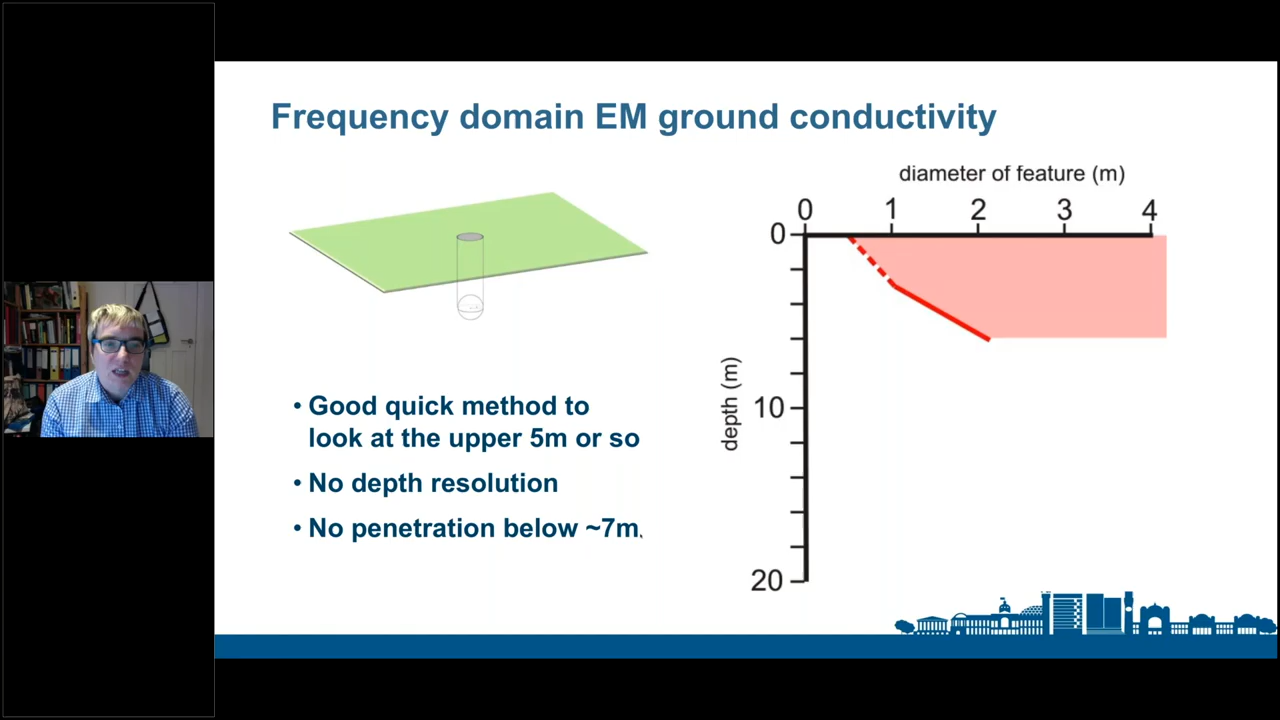 Frequency domain EM ground conductivity
• Good quick method to
look at the upper 5m or so
• No depth resolution
• No penetration below ~7m.
diameter of feature (m)
0 1 2 3 4
0
10
20
depth (m)